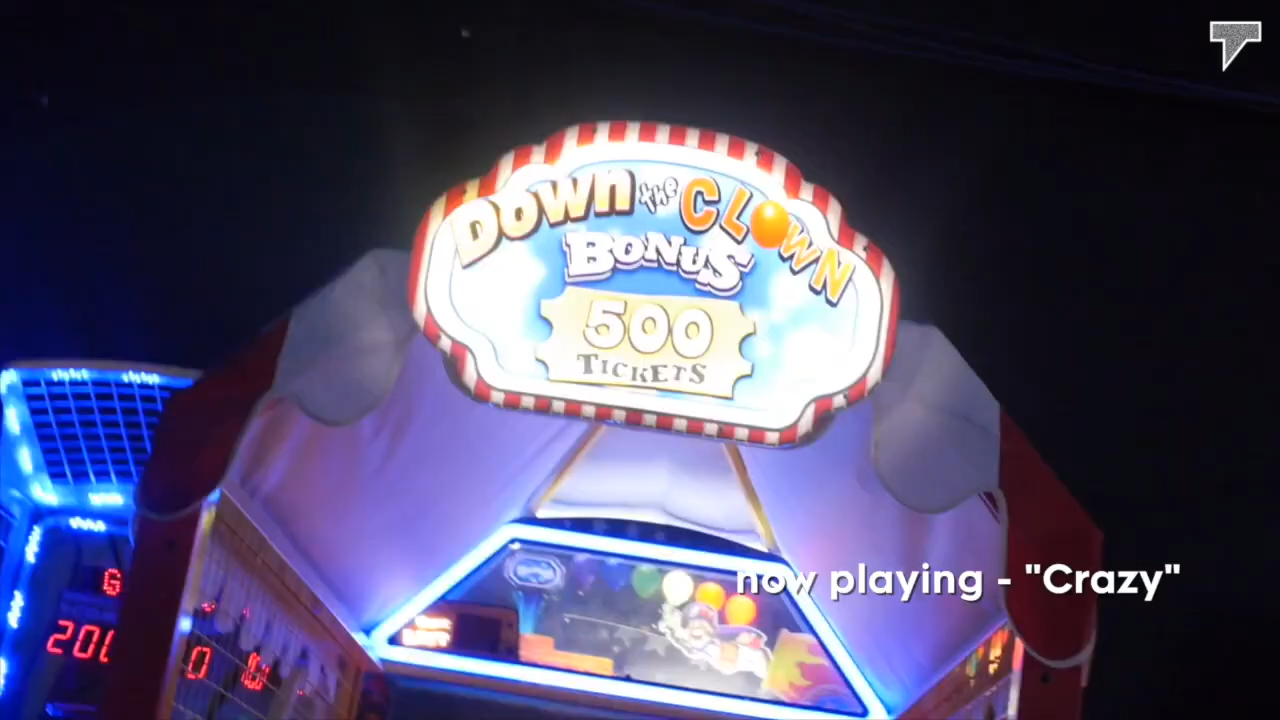 DOWN the CLOWN
BONUS
500
TICKETS
now playing - "Crazy"